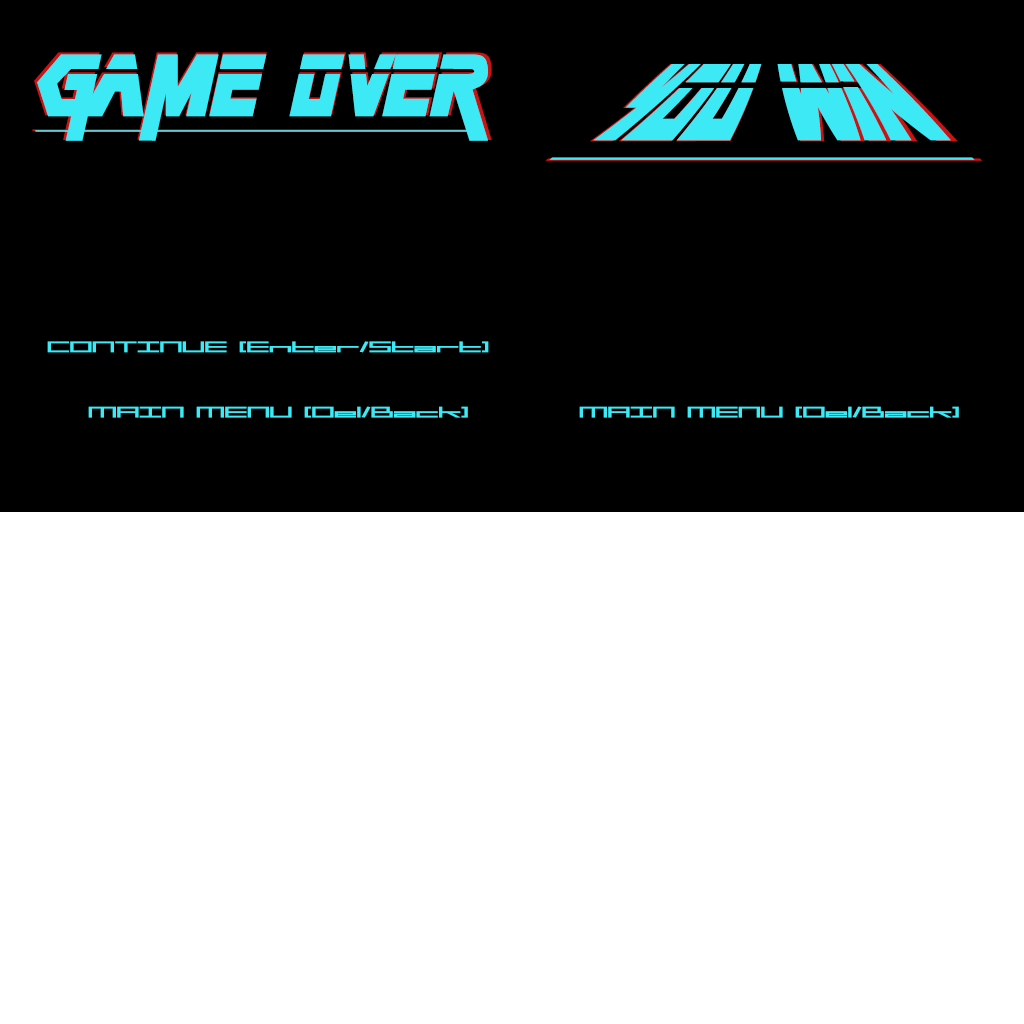 GAME OVER
CONTINUE [Enter/Start]
MAIN MENU [Del/Back]
YOU WIN
MAIN MENU [Del/Back]